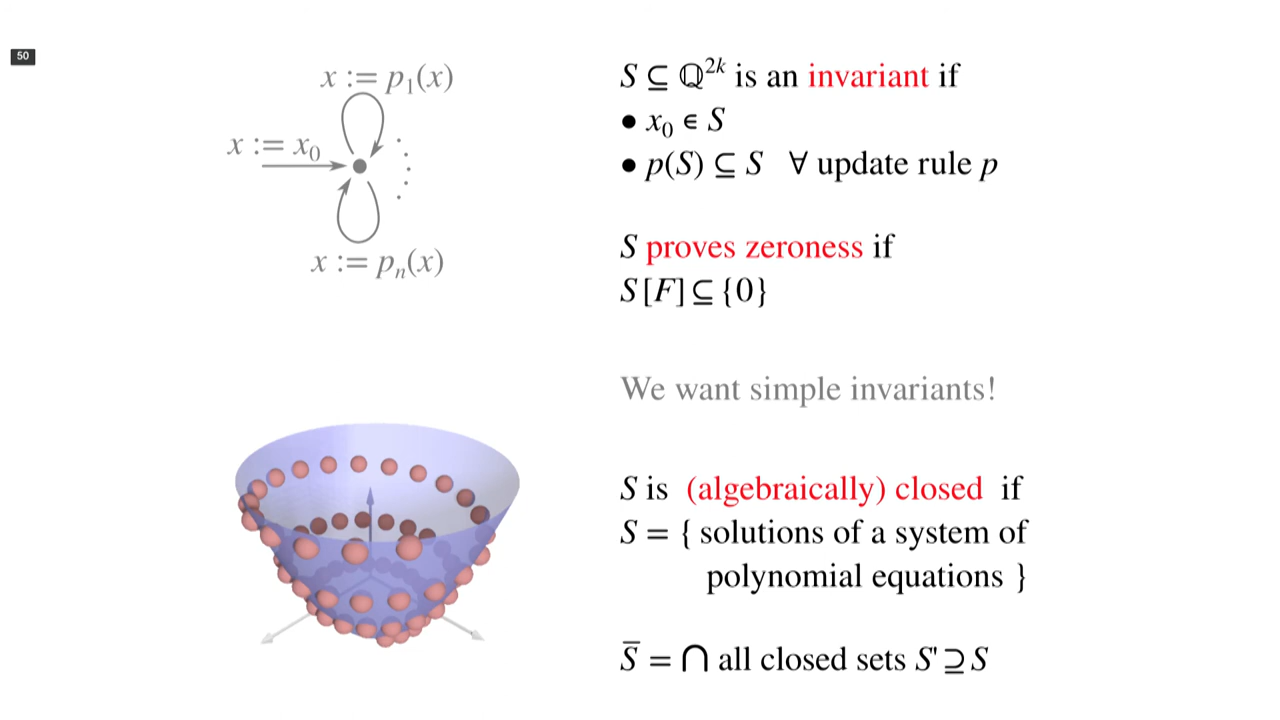 50
x := p₁(x)
x := x₀
x := pₙ(x)
S ⊆ ℚ²ᵏ is an invariant if
• x₀ ∈ S
• p(S) ⊆ S ∀ update rule p
S proves zeroness if
S[F] ⊆ {0}
We want simple invariants!
S is (algebraically) closed if
S = { solutions of a system of
polynomial equations }
S̅ = ⋂ all closed sets S' ⊇ S